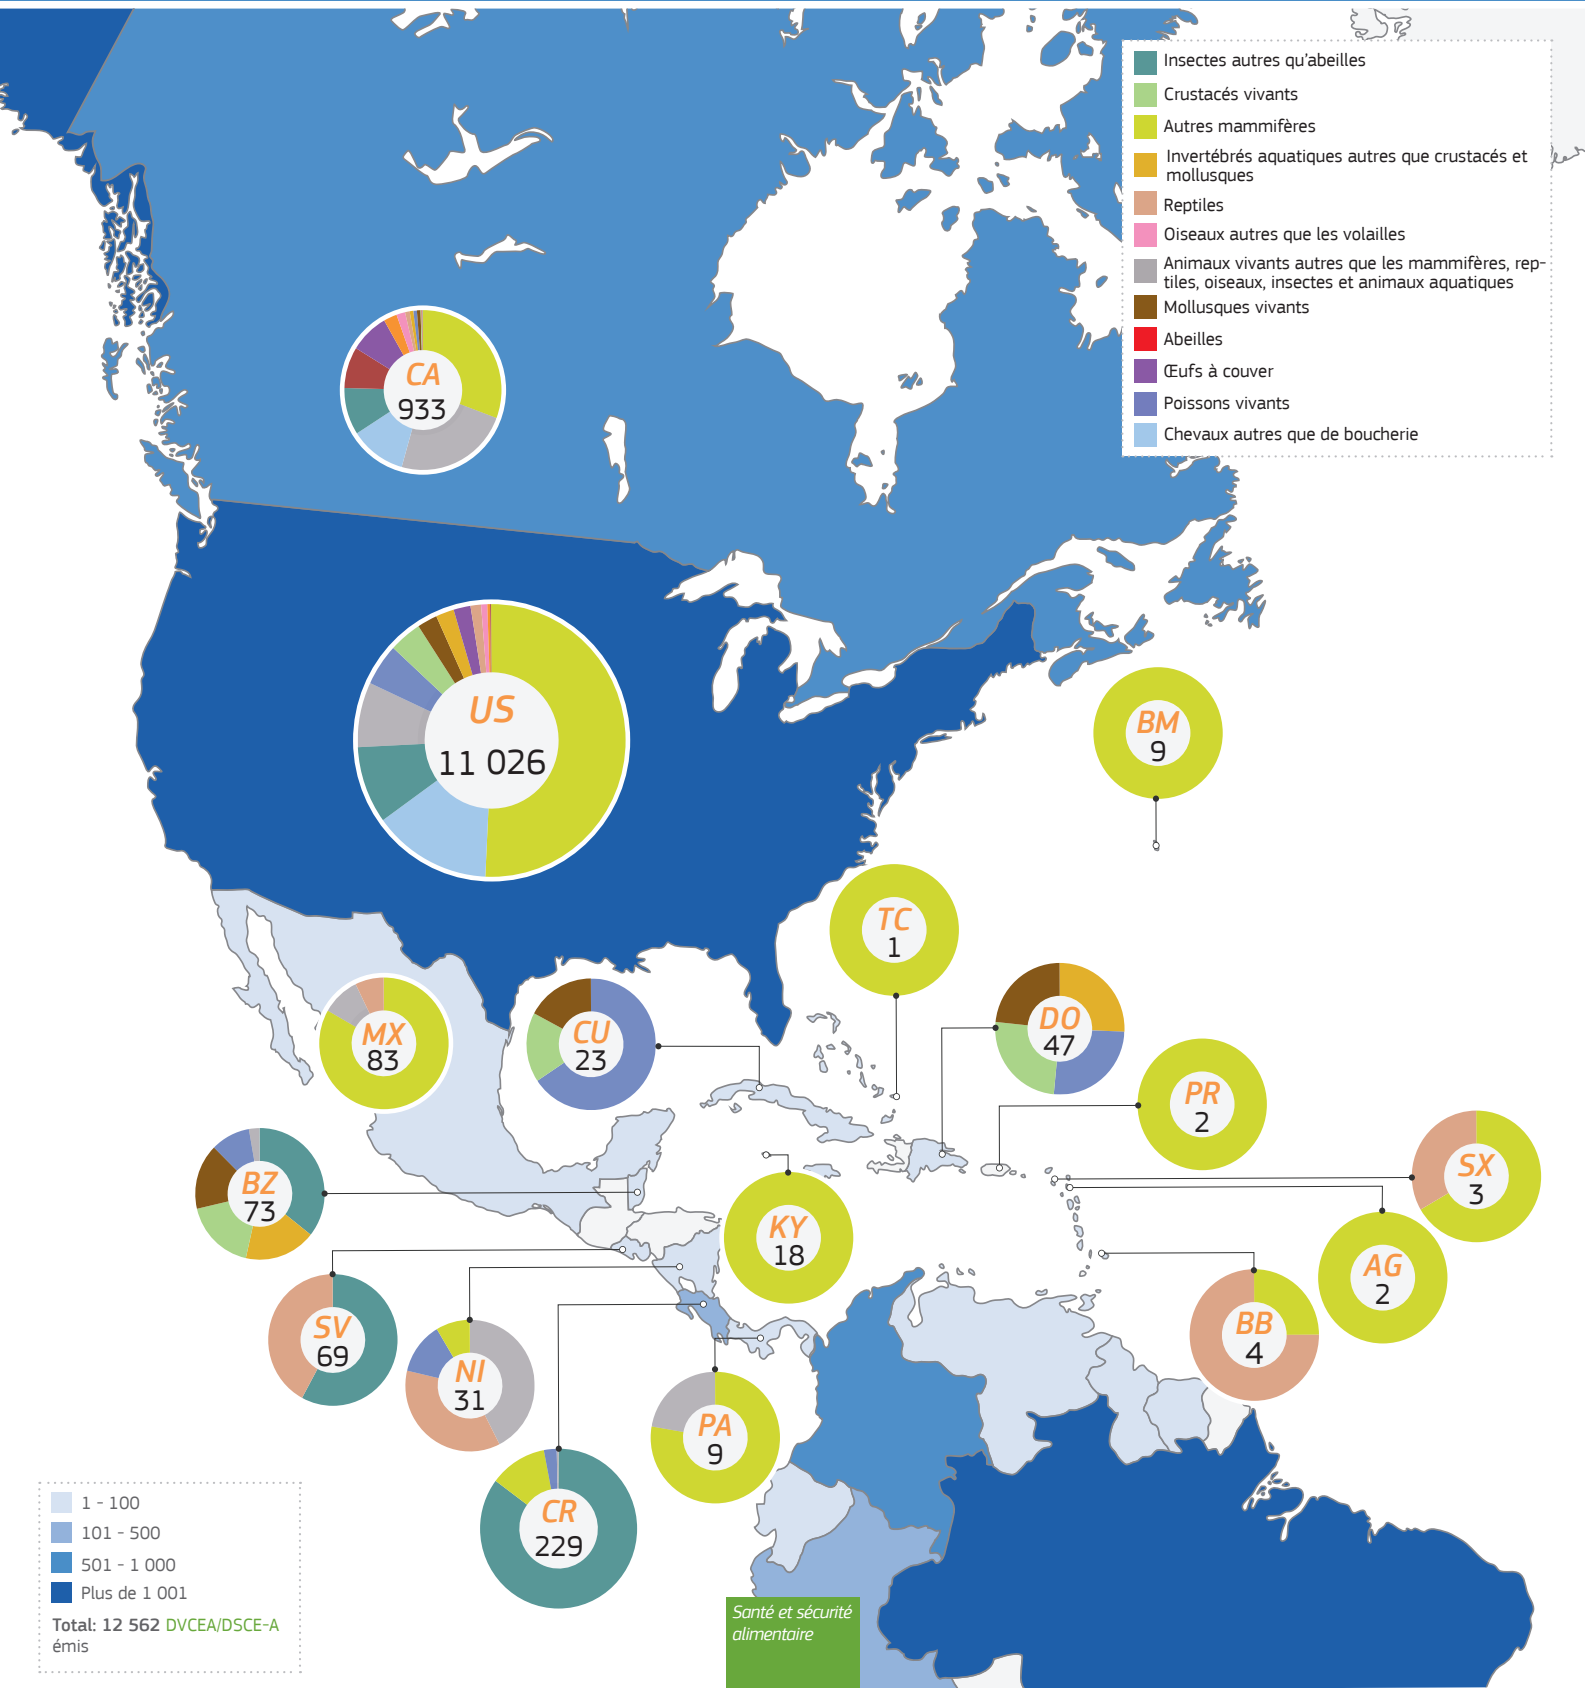 Insectes autres qu'abeilles
Crustacés vivants
Autres mammifères
Invertébrés aquatiques autres que crustacés et
mollusques
Reptiles
Oiseaux autres que les volailles
Animaux vivants autres que les mammifères, rep-
tiles, oiseaux, insectes et animaux aquatiques
Mollusques vivants
Abeilles
Œufs à couver
Poissons vivants
Chevaux autres que de boucherie
CA
933
US
11 026
BM
9
TC
1
MX
83
CU
23
DO
47
PR
2
BZ
73
SX
3
KY
18
AG
2
SV
69
NI
31
BB
4
PA
9
CR
229
1 - 100
101 - 500
501 - 1 000
Plus de 1 001
Total: 12 562 DVCEA/DSCE-A
émis
Santé et sécurité
alimentaire